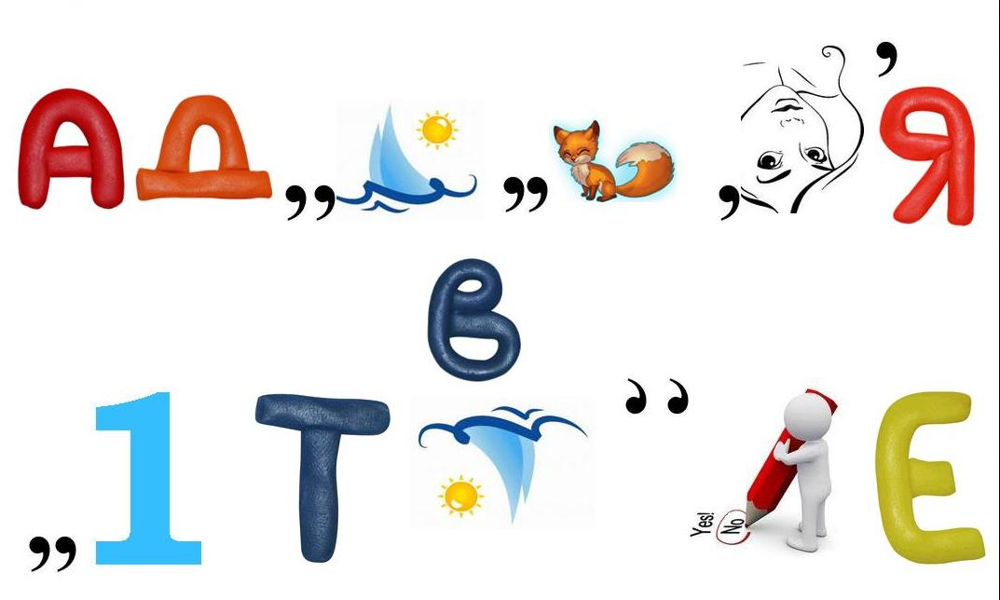 АД ,, ,, , ’ Я
В
,, 1 Т ,, Yes! No Е